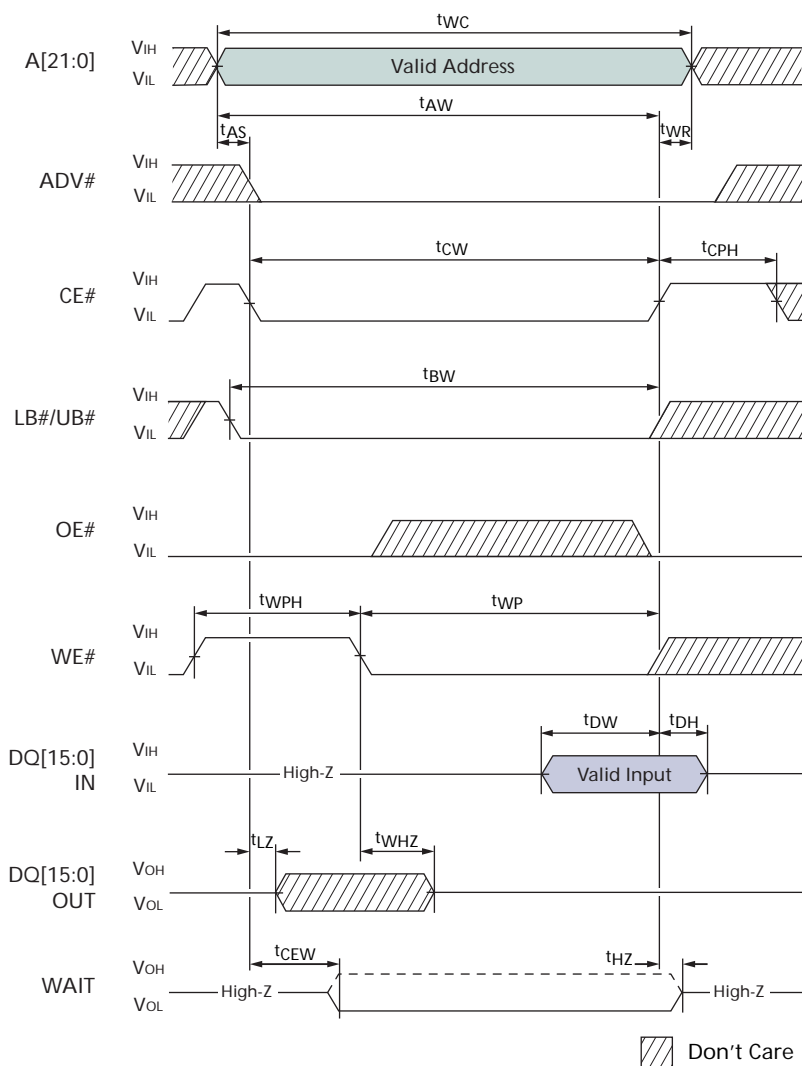 tWC
A[21:0] VIH VIL Valid Address
tAW
tAS tWR
ADV# VIH VIL
tCW tCPH
CE# VIH VIL
tBW
LB#/UB# VIH VIL
OE# VIH VIL
tWPH tWP
WE# VIH VIL
tDW tDH
DQ[15:0] IN VIH VIL High-Z Valid Input
tLZ tWHZ
DQ[15:0] OUT VOH VOL
tCEW tHZ
WAIT VOH VOL High-Z High-Z
Don't Care